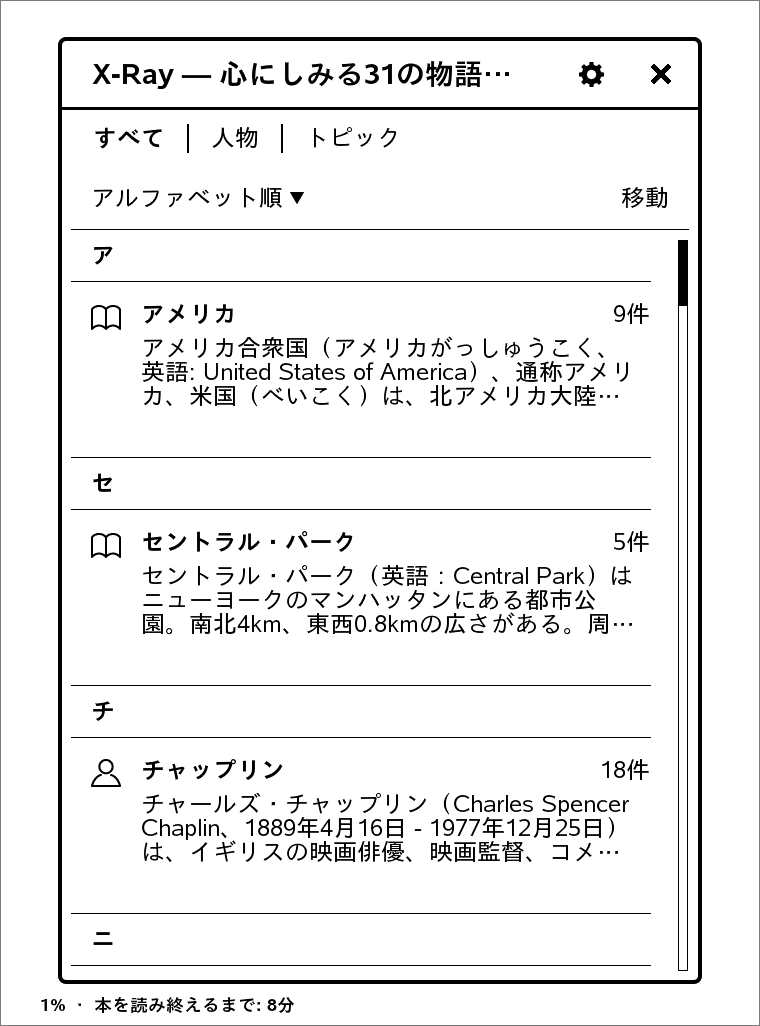 X-Ray — 心にしみる31の物語…
すべて | 人物 | トピック
アルファベット順 ▼ 移動
ア
アメリカ 9件
アメリカ合衆国（アメリカがっしゅうこく、
英語: United States of America）、通称アメリ
カ、米国（べいこく）は、北アメリカ大陸…
セ
セントラル・パーク 5件
セントラル・パーク（英語：Central Park）は
ニューヨークのマンハッタンにある都市公
園。南北4km、東西0.8kmの広さがある。周…
チ
チャップリン 18件
チャールズ・チャップリン（Charles Spencer
Chaplin、1889年4月16日 - 1977年12月25日）
は、イギリスの映画俳優、映画監督、コメ…
ニ
1% · 本を読み終えるまで: 8分